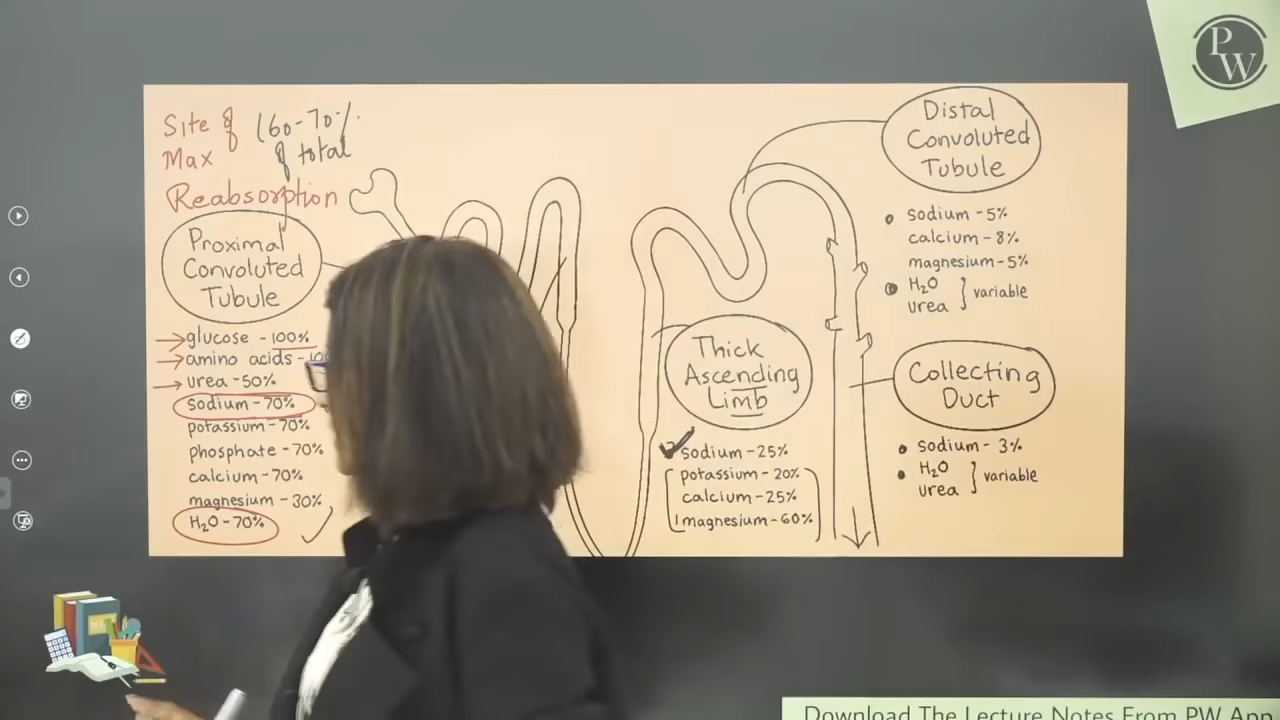 P
W
Site of (60-70%
Max of total
Reabsorption
Proximal
Convoluted
Tubule
glucose - 100%
amino acids - 100
urea - 50%
sodium - 70%
potassium - 70%
phosphate - 70%
calcium - 70%
magnesium - 30%
H₂O - 70%
Thick
Ascending
Limb
sodium - 25%
potassium - 20%
calcium - 25%
magnesium - 60%
Distal
Convoluted
Tubule
sodium - 5%
calcium - 8%
magnesium - 5%
H₂O } variable
urea
Collecting
Duct
sodium - 3%
H₂O } variable
urea
Download The Lecture Notes From PW App